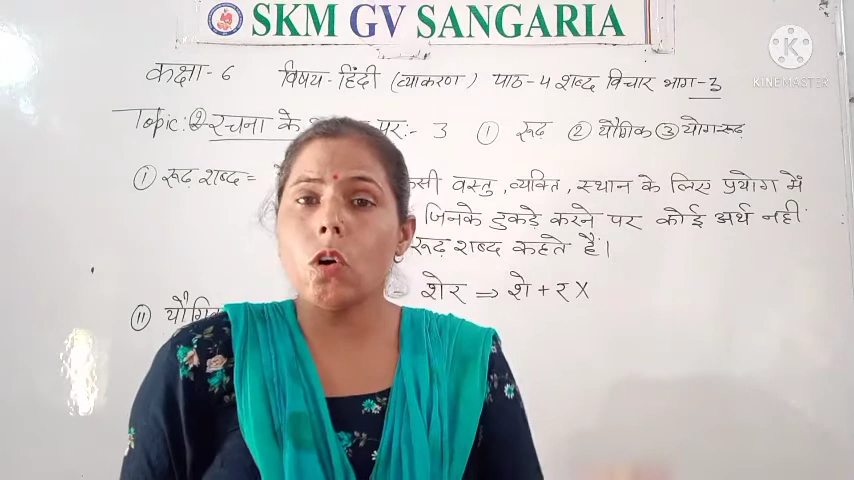 SKM GV SANGARIA
KINEMASTER
कक्षा - 6 विषय - हिंदी (व्याकरण) पाठ - 4 शब्द विचार भाग - 3
Topic: ② रचना के पर:- 3 ① रूढ़ ② यौगिक ③ योगरूढ़
① रूढ़ शब्द = वस्तु, व्यक्ति, स्थान के लिए प्रयोग में
जिनके टुकड़े करने पर कोई अर्थ नहीं
रूढ़ शब्द कहते हैं।
शेर ⇒ शे + र X
②